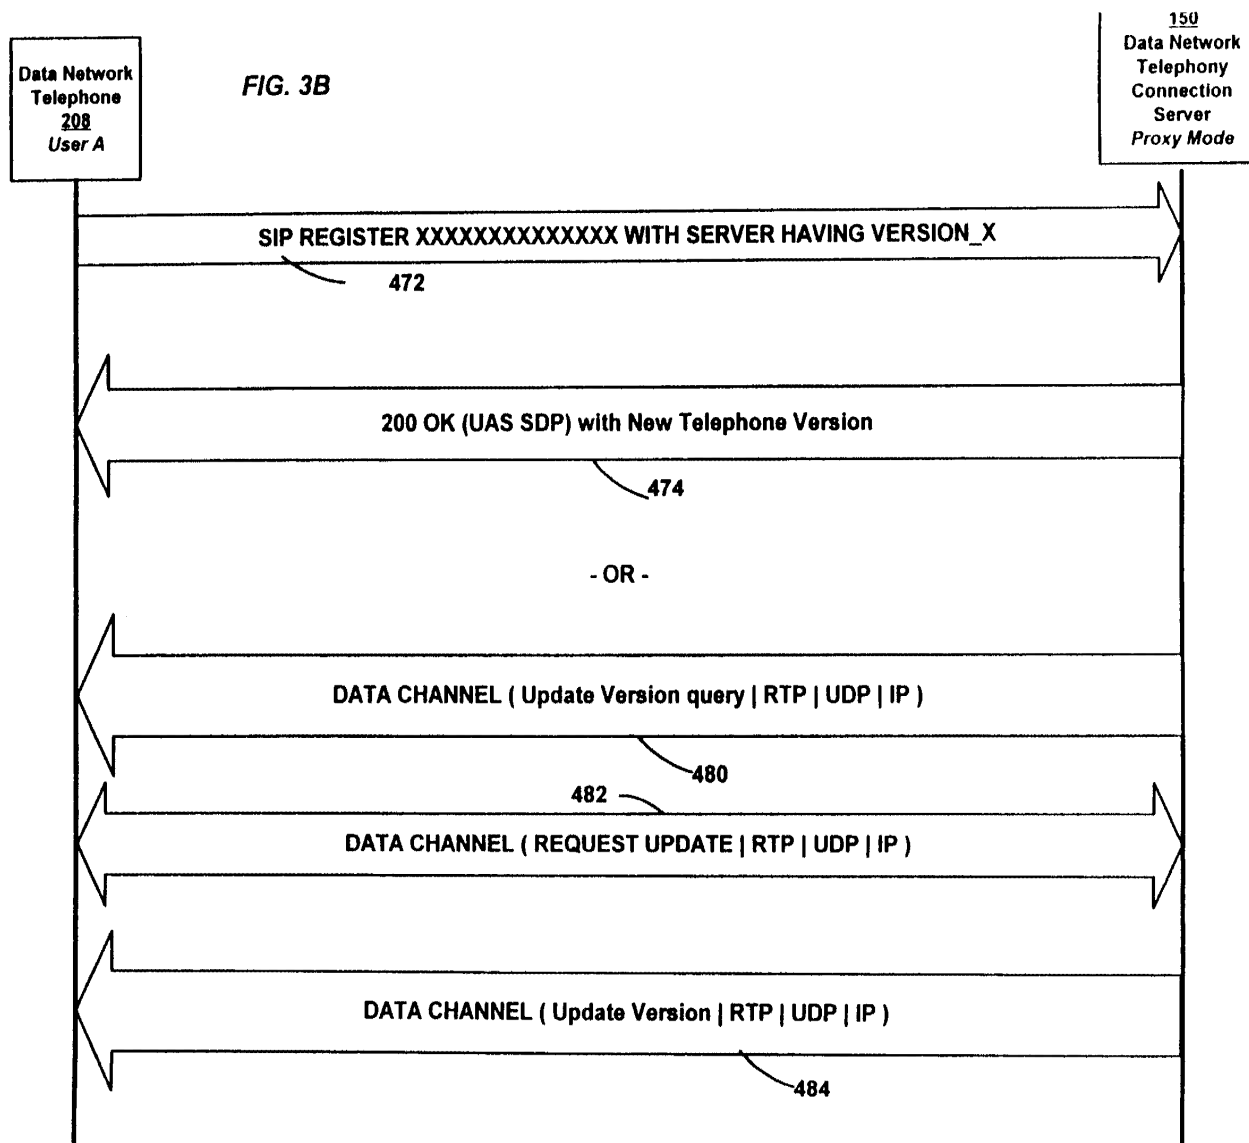 150
Data Network
Telephony
Connection
Server
Proxy Mode
Data Network
Telephone
208
User A
FIG. 3B
SIP REGISTER XXXXXXXXXXXXXX WITH SERVER HAVING VERSION_X
472
200 OK (UAS SDP) with New Telephone Version
474
- OR -
DATA CHANNEL ( Update Version query | RTP | UDP | IP )
480
482
DATA CHANNEL ( REQUEST UPDATE | RTP | UDP | IP )
DATA CHANNEL ( Update Version | RTP | UDP | IP )
484